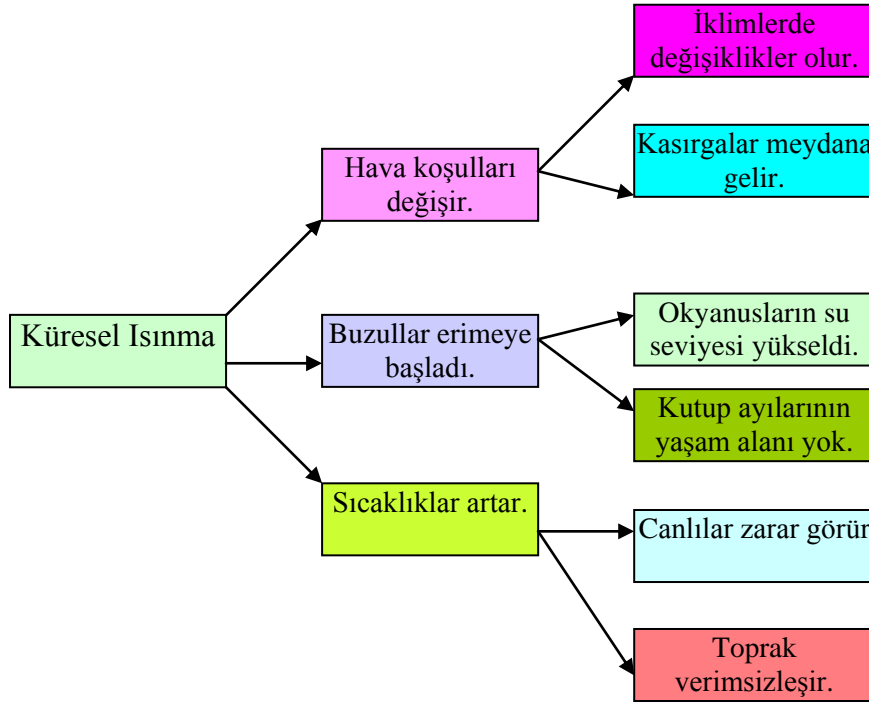 İklimlerde
değişiklikler olur.
Kasırgalar meydana
gelir.
Hava koşulları
değişir.
Küresel Isınma
Buzullar erimeye
başladı.
Okyanusların su
seviyesi yükseldi.
Kutup ayılarının
yaşam alanı yok.
Sıcaklıklar artar.
Canlılar zarar görür
Toprak
verimsizleşir.